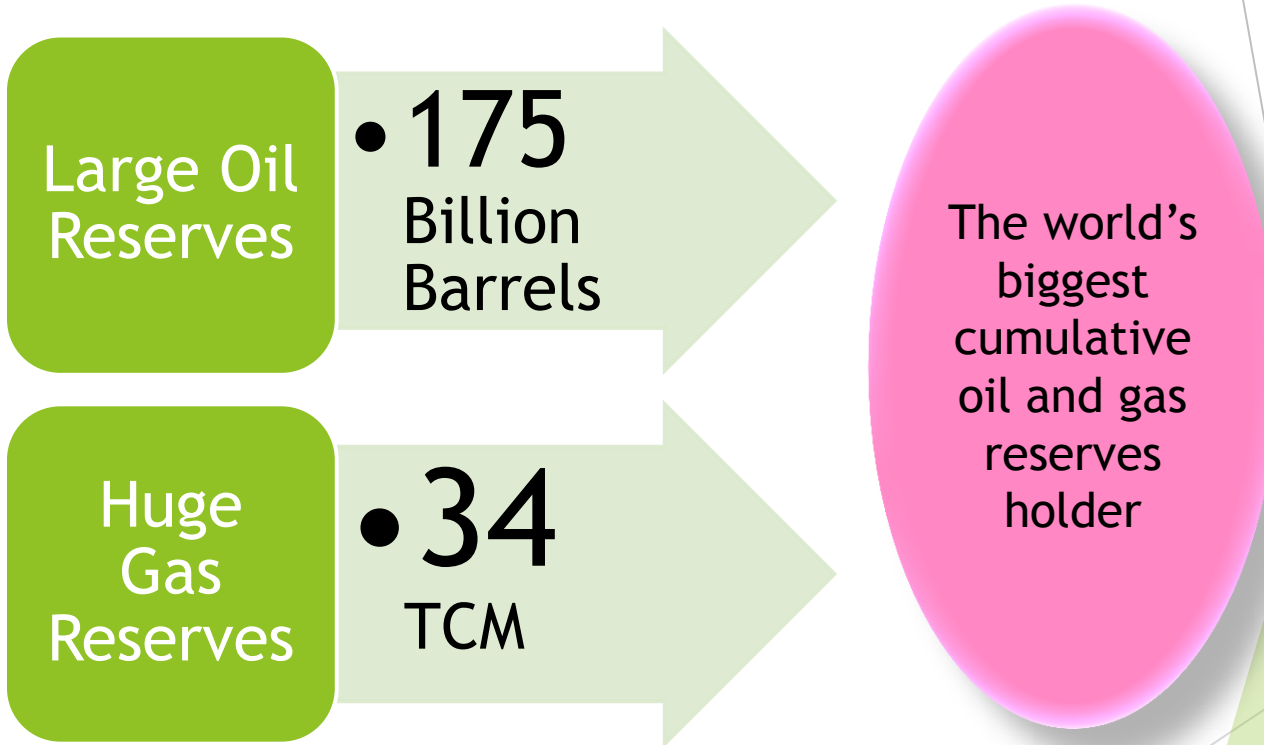 Large Oil
Reserves
•175
Billion
Barrels
Huge
Gas
Reserves
•34
TCM
The world’s
biggest
cumulative
oil and gas
reserves
holder